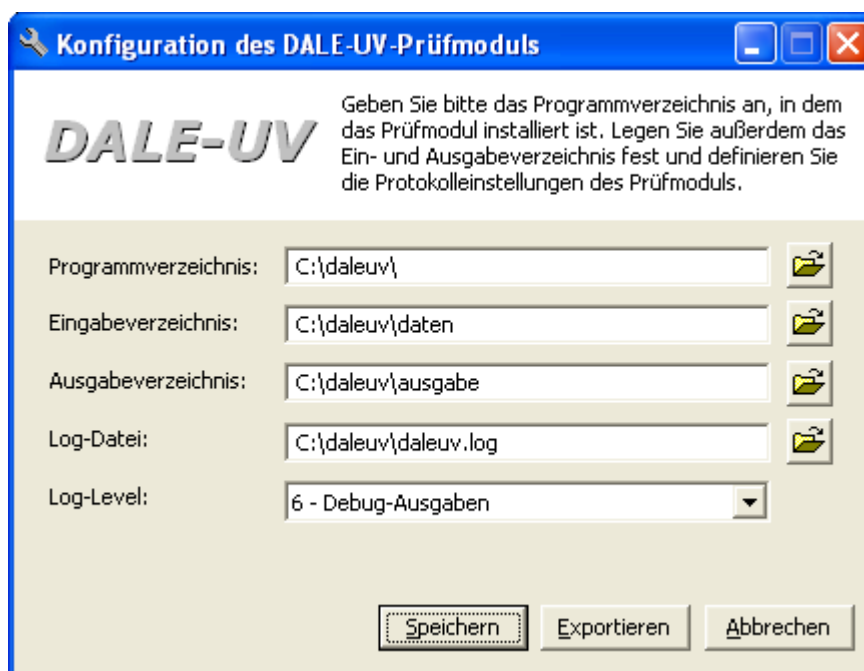 Konfiguration des DALE-UV-Prüfmoduls
DALE-UV
Geben Sie bitte das Programmverzeichnis an, in dem
das Prüfmodul installiert ist. Legen Sie außerdem das
Ein- und Ausgabeverzeichnis fest und definieren Sie
die Protokolleinstellungen des Prüfmoduls.
Programmverzeichnis: C:\daleuv\
Eingabeverzeichnis: C:\daleuv\daten
Ausgabeverzeichnis: C:\daleuv\ausgabe
Log-Datei: C:\daleuv\daleuv.log
Log-Level: 6 - Debug-Ausgaben
Speichern Exportieren Abbrechen